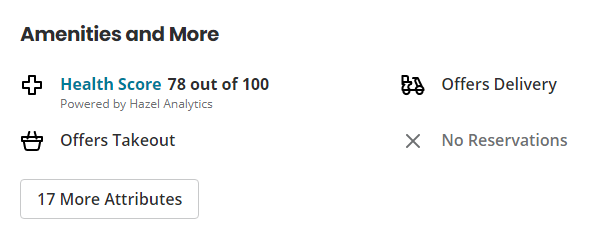 Amenities and More
Health Score 78 out of 100
Powered by Hazel Analytics
Offers Delivery
Offers Takeout
No Reservations
17 More Attributes